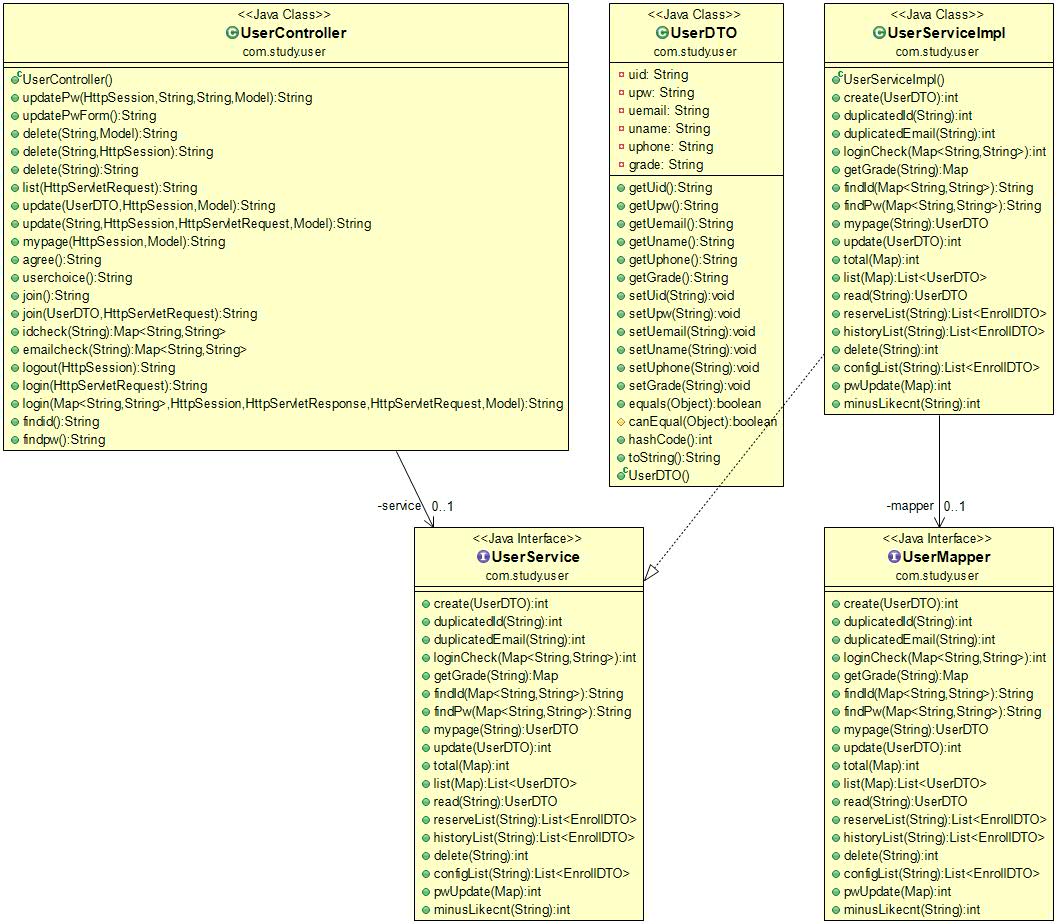 <<Java Class>>
UserController
com.study.user
UserController()
updatePw(HttpSession,String,String,Model):String
updatePwForm():String
delete(String,Model):String
delete(String,HttpSession):String
delete(String):String
list(HttpServletRequest):String
update(UserDTO,HttpSession,Model):String
update(String,HttpSession,HttpServletRequest,Model):String
mypage(HttpSession,Model):String
agree():String
userchoice():String
join():String
join(UserDTO,HttpServletRequest):String
idcheck(String):Map<String,String>
emailcheck(String):Map<String,String>
logout(HttpSession):String
login(HttpServletRequest):String
login(Map<String,String>,HttpSession,HttpServletResponse,HttpServletRequest,Model):String
findid():String
findpw():String
<<Java Class>>
UserDTO
com.study.user
uid: String
upw: String
uemail: String
uname: String
uphone: String
grade: String
getUid():String
getUpw():String
getUemail():String
getUname():String
getUphone():String
getGrade():String
setUid(String):void
setUpw(String):void
setUemail(String):void
setUname(String):void
setUphone(String):void
setGrade(String):void
equals(Object):boolean
canEqual(Object):boolean
hashCode():int
toString():String
UserDTO()
<<Java Class>>
UserServiceImpl
com.study.user
UserServiceImpl()
create(UserDTO):int
duplicatedId(String):int
duplicatedEmail(String):int
loginCheck(Map<String,String>):int
getGrade(String):Map
findId(Map<String,String>):String
findPw(Map<String,String>):String
mypage(String):UserDTO
update(UserDTO):int
total(Map):int
list(Map):List<UserDTO>
read(String):UserDTO
reserveList(String):List<EnrollDTO>
historyList(String):List<EnrollDTO>
delete(String):int
configList(String):List<EnrollDTO>
pwUpdate(Map):int
minusLikecnt(String):int
-service 0..1
-mapper 0..1
<<Java Interface>>
UserService
com.study.user
create(UserDTO):int
duplicatedId(String):int
duplicatedEmail(String):int
loginCheck(Map<String,String>):int
getGrade(String):Map
findId(Map<String,String>):String
findPw(Map<String,String>):String
mypage(String):UserDTO
update(UserDTO):int
total(Map):int
list(Map):List<UserDTO>
read(String):UserDTO
reserveList(String):List<EnrollDTO>
historyList(String):List<EnrollDTO>
delete(String):int
configList(String):List<EnrollDTO>
pwUpdate(Map):int
minusLikecnt(String):int
<<Java Interface>>
UserMapper
com.study.user
create(UserDTO):int
duplicatedId(String):int
duplicatedEmail(String):int
loginCheck(Map<String,String>):int
getGrade(String):Map
findId(Map<String,String>):String
findPw(Map<String,String>):String
mypage(String):UserDTO
update(UserDTO):int
total(Map):int
list(Map):List<UserDTO>
read(String):UserDTO
reserveList(String):List<EnrollDTO>
historyList(String):List<EnrollDTO>
delete(String):int
configList(String):List<EnrollDTO>
pwUpdate(Map):int
minusLikecnt(String):int